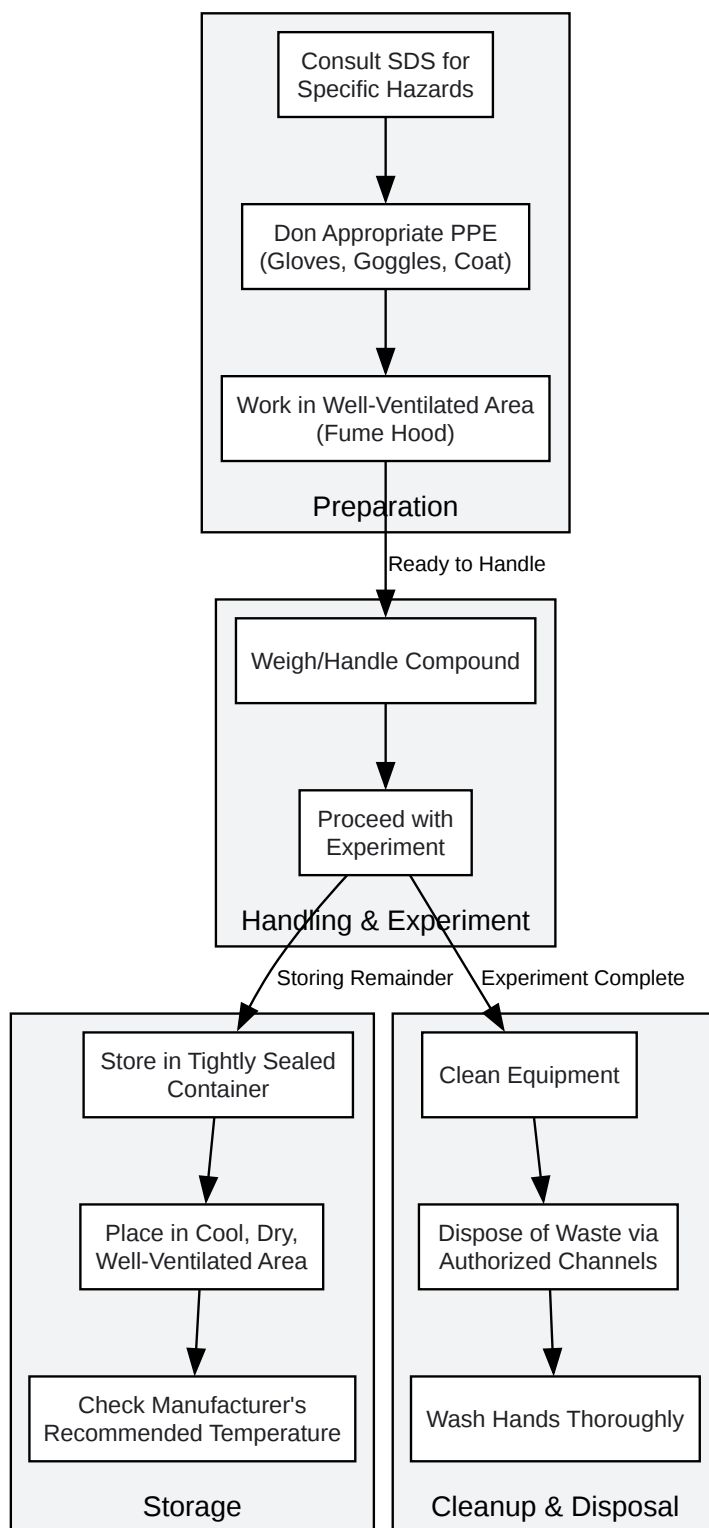 Consult SDS for
Specific Hazards
Don Appropriate PPE
(Gloves, Goggles, Coat)
Work in Well-Ventilated Area
(Fume Hood)
Preparation
Ready to Handle
Weigh/Handle Compound
Proceed with
Experiment
Handling & Experiment
Storing Remainder
Experiment Complete
Store in Tightly Sealed
Container
Place in Cool, Dry,
Well-Ventilated Area
Check Manufacturer's
Recommended Temperature
Storage
Clean Equipment
Dispose of Waste via
Authorized Channels
Wash Hands Thoroughly
Cleanup & Disposal